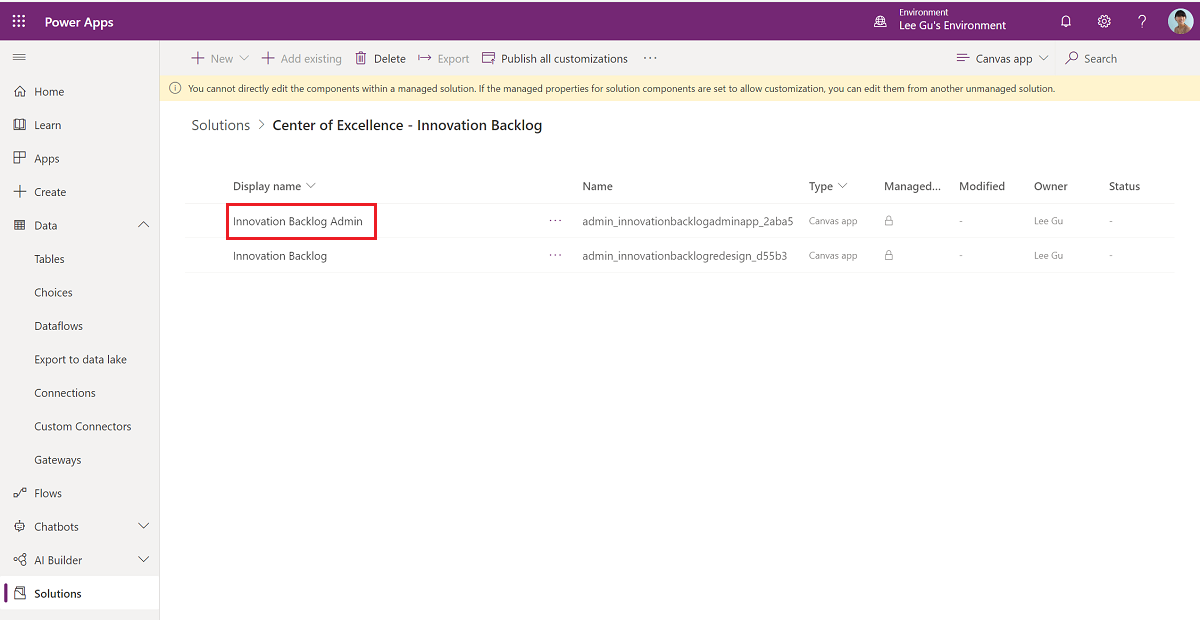 Power Apps
Environment
Lee Gu's Environment
New
Add existing
Delete
Export
Publish all customizations
Canvas app
Search
You cannot directly edit the components within a managed solution. If the managed properties for solution components are set to allow customization, you can edit them from another unmanaged solution.
Home
Learn
Apps
Create
Data
Tables
Choices
Dataflows
Export to data lake
Connections
Custom Connectors
Gateways
Flows
Chatbots
AI Builder
Solutions
Solutions > Center of Excellence - Innovation Backlog
Display name Name Type Managed... Modified Owner Status
Innovation Backlog Admin ... admin_innovationbacklogadminapp_2aba5 Canvas app - Lee Gu -
Innovation Backlog ... admin_innovationbacklogredesign_d55b3 Canvas app - Lee Gu -